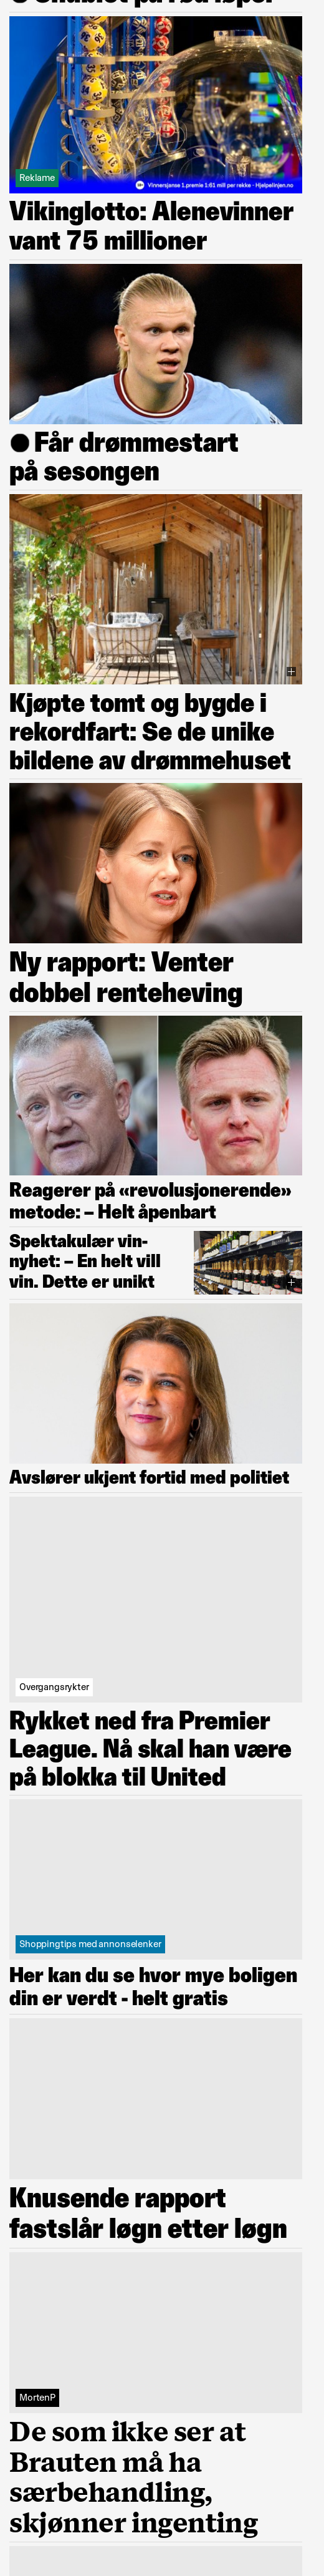 Reklame
Vinnersjanse 1.premie 1:61 mill per rekke - Hjelpelinjen.no
Vikinglotto: Alenevinner
vant 75 millioner
● Får drømmestart
på sesongen
Kjøpte tomt og bygde i
rekordfart: Se de unike
bildene av drømmehuset
Ny rapport: Venter
dobbel renteheving
Reagerer på «revolusjonerende»
metode: – Helt åpenbart
Spektakulær vin-
nyhet: – En helt vill
vin. Dette er unikt
Avslører ukjent fortid med politiet
Overgangsrykter
Rykket ned fra Premier
League. Nå skal han være
på blokka til United
Shoppingtips med annonselenker
Her kan du se hvor mye boligen
din er verdt - helt gratis
Knusende rapport
fastslår løgn etter løgn
MortenP
De som ikke ser at
Brauten må ha
særbehandling,
skjønner ingenting